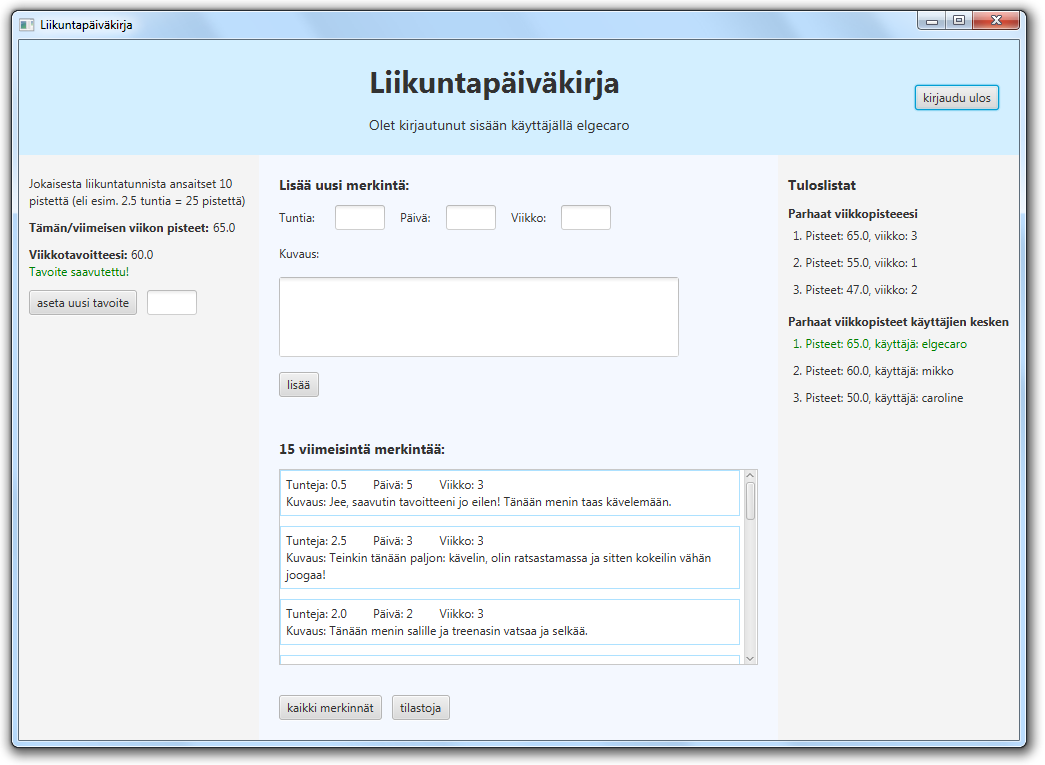 Liikuntapäiväkirja
Liikuntapäiväkirja
Olet kirjautunut sisään käyttäjällä elgecaro
kirjaudu ulos
Jokaisesta liikuntatunnista ansaitset 10
pistettä (eli esim. 2.5 tuntia = 25 pistettä)
Tämän/viimeisen viikon pisteet: 65.0
Viikkotavoitteesi: 60.0
Tavoite saavutettu!
aseta uusi tavoite
Lisää uusi merkintä:
Tuntia: Päivä: Viikko:
Kuvaus:
lisää
15 viimeisintä merkintää:
Tunteja: 0.5 Päivä: 5 Viikko: 3
Kuvaus: Jee, saavutin tavoitteeni jo eilen! Tänään menin taas kävelemään.
Tunteja: 2.5 Päivä: 3 Viikko: 3
Kuvaus: Teinkin tänään paljon: kävelin, olin ratsastamassa ja sitten kokeilin vähän
joogaa!
Tunteja: 2.0 Päivä: 2 Viikko: 3
Kuvaus: Tänään menin salille ja treenasin vatsaa ja selkää.
kaikki merkinnät tilastoja
Tuloslistat
Parhaat viikkopisteeesi
1. Pisteet: 65.0, viikko: 3
2. Pisteet: 55.0, viikko: 1
3. Pisteet: 47.0, viikko: 2
Parhaat viikkopisteet käyttäjien kesken
1. Pisteet: 65.0, käyttäjä: elgecaro
2. Pisteet: 60.0, käyttäjä: mikko
3. Pisteet: 50.0, käyttäjä: caroline